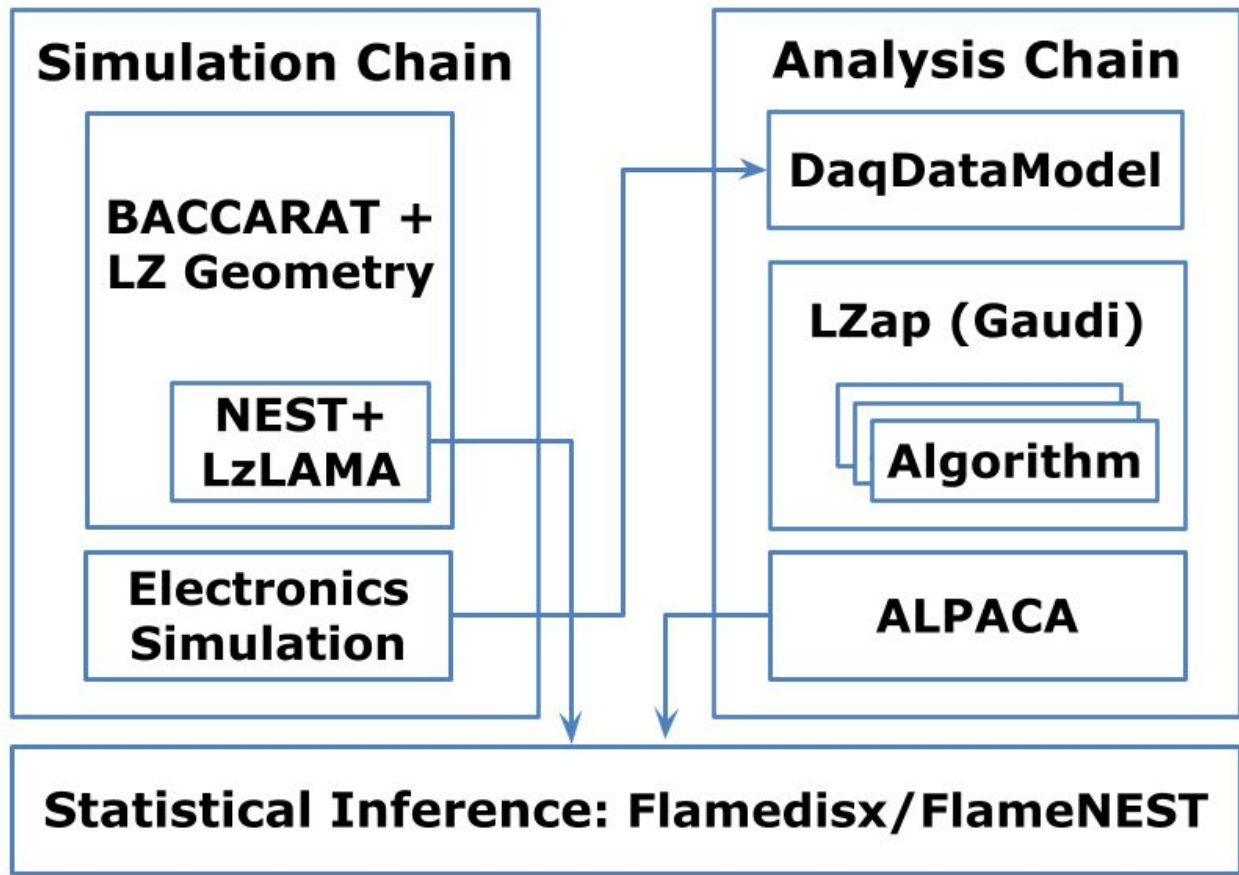 Simulation Chain
BACCARAT +
LZ Geometry
NEST+
LzLAMA
Electronics
Simulation
Analysis Chain
DaqDataModel
LZap (Gaudi)
Algorithm
ALPACA
Statistical Inference: Flamedisx/FlameNEST